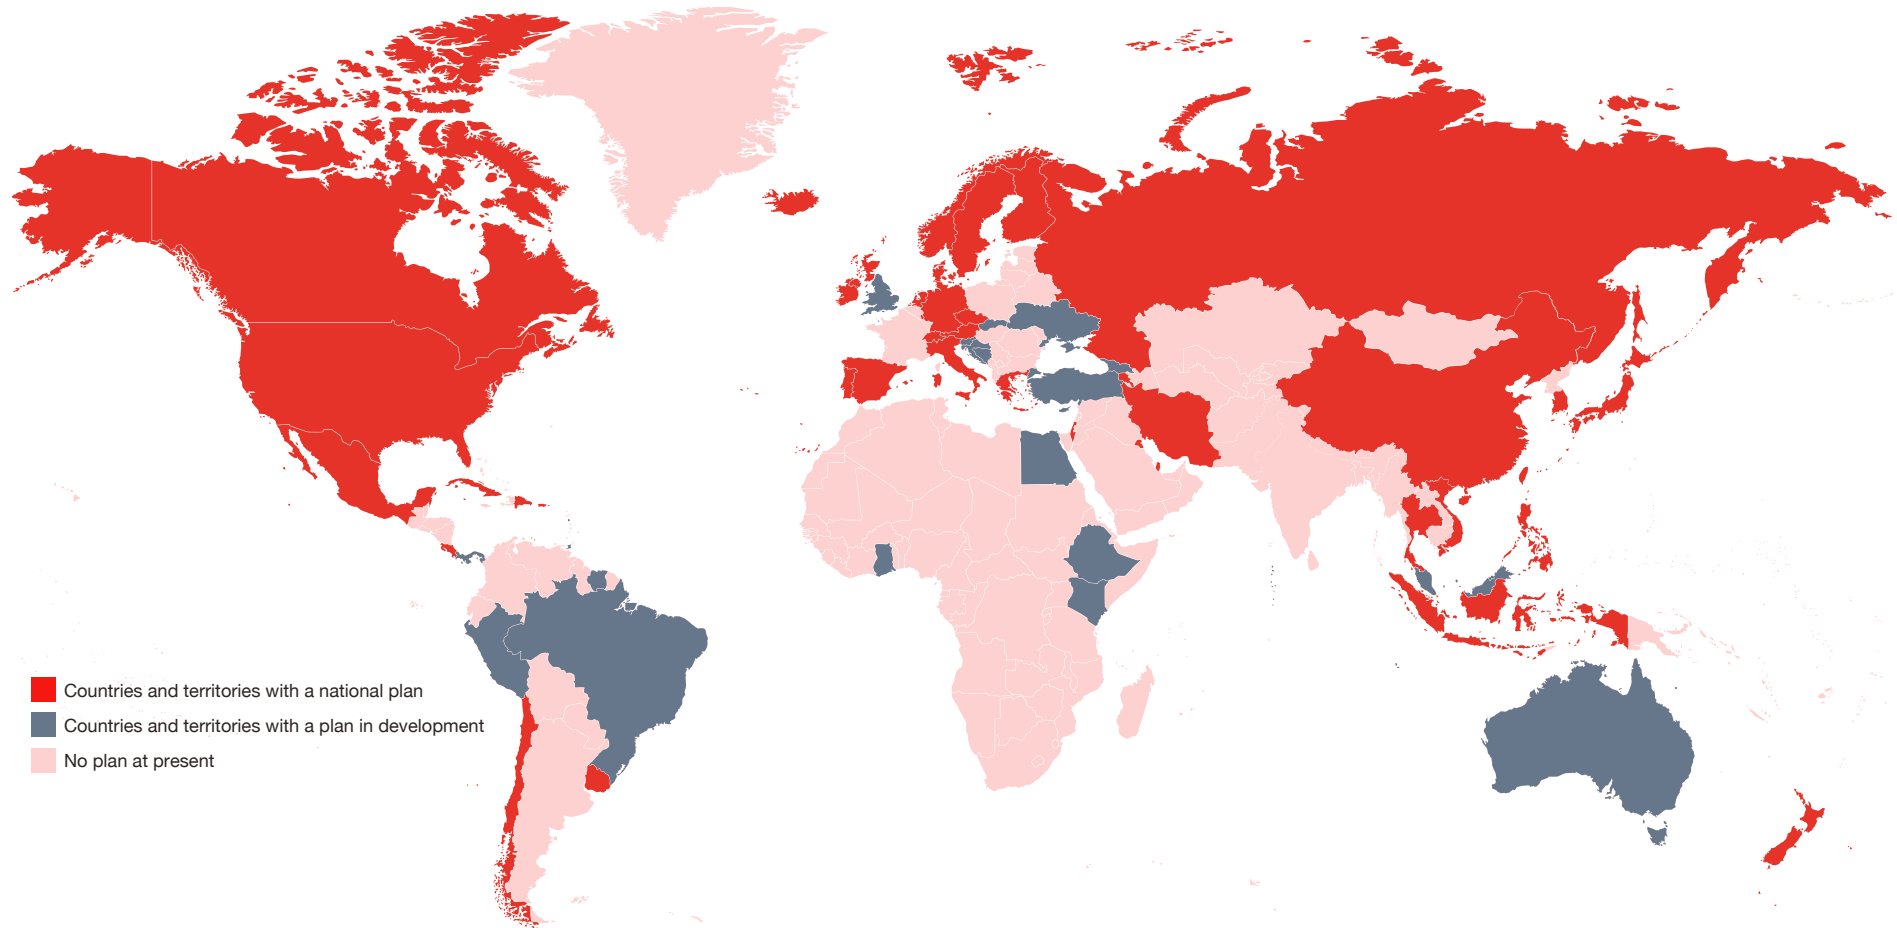 Countries and territories with a national plan
Countries and territories with a plan in development
No plan at present